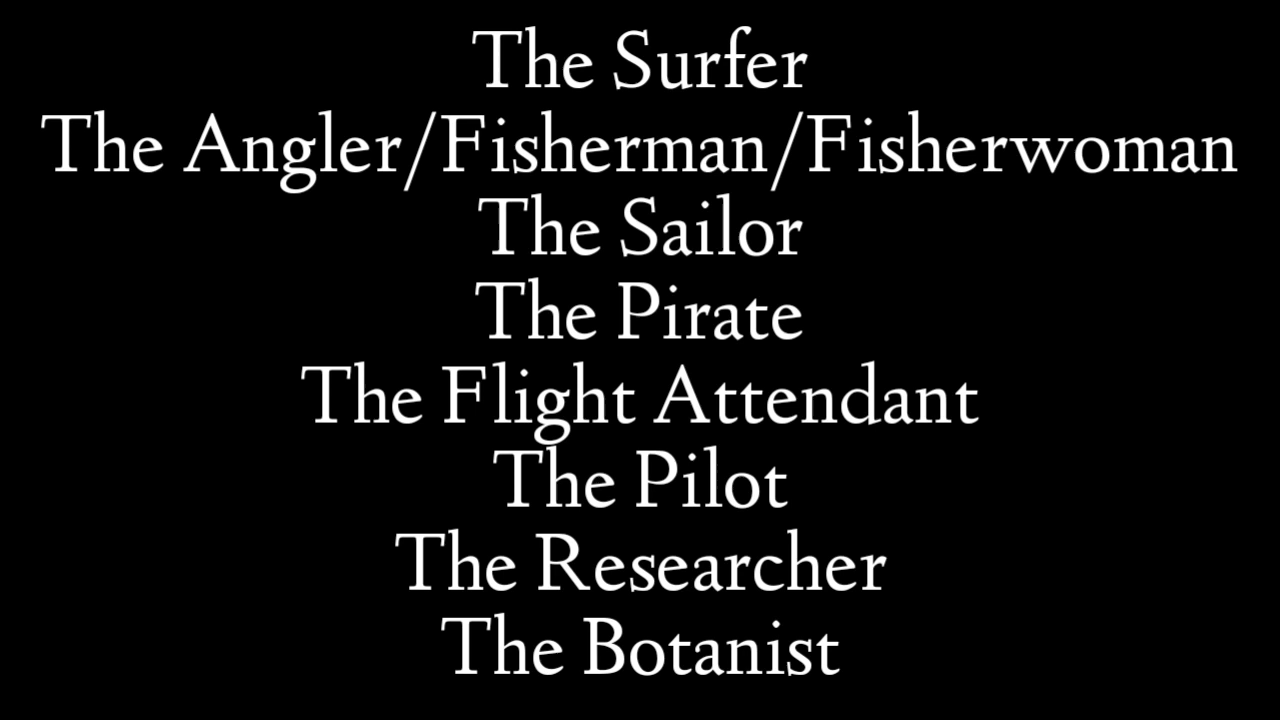 The Surfer
The Angler/Fisherman/Fisherwoman
The Sailor
The Pirate
The Flight Attendant
The Pilot
The Researcher
The Botanist